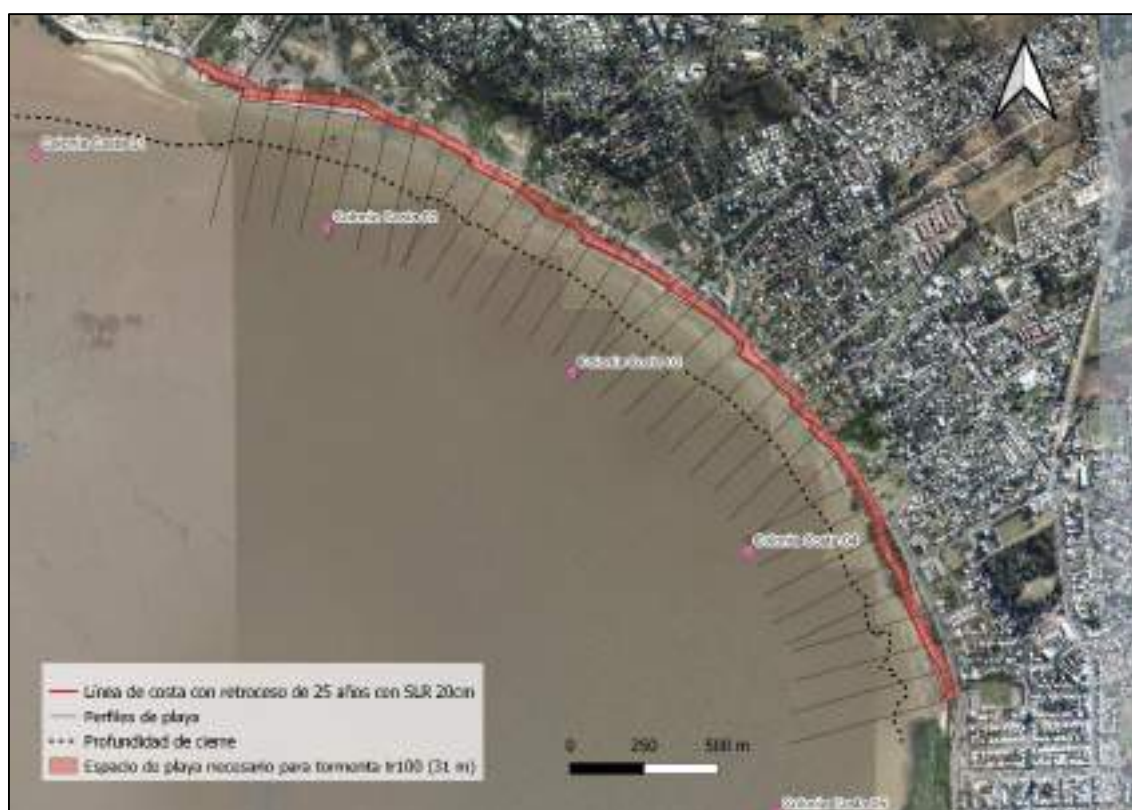 Colonia Costa 01
Colonia Costa 02
Colonia Costa 03
Colonia Costa 04
Línea de costa con retroceso de 25 años con SLR 20cm
Perfiles de playa
Profundidad de cierre
Espacio de playa necesario para tormenta tr100 (31 m)
0 250 500 m
Colonia Costa